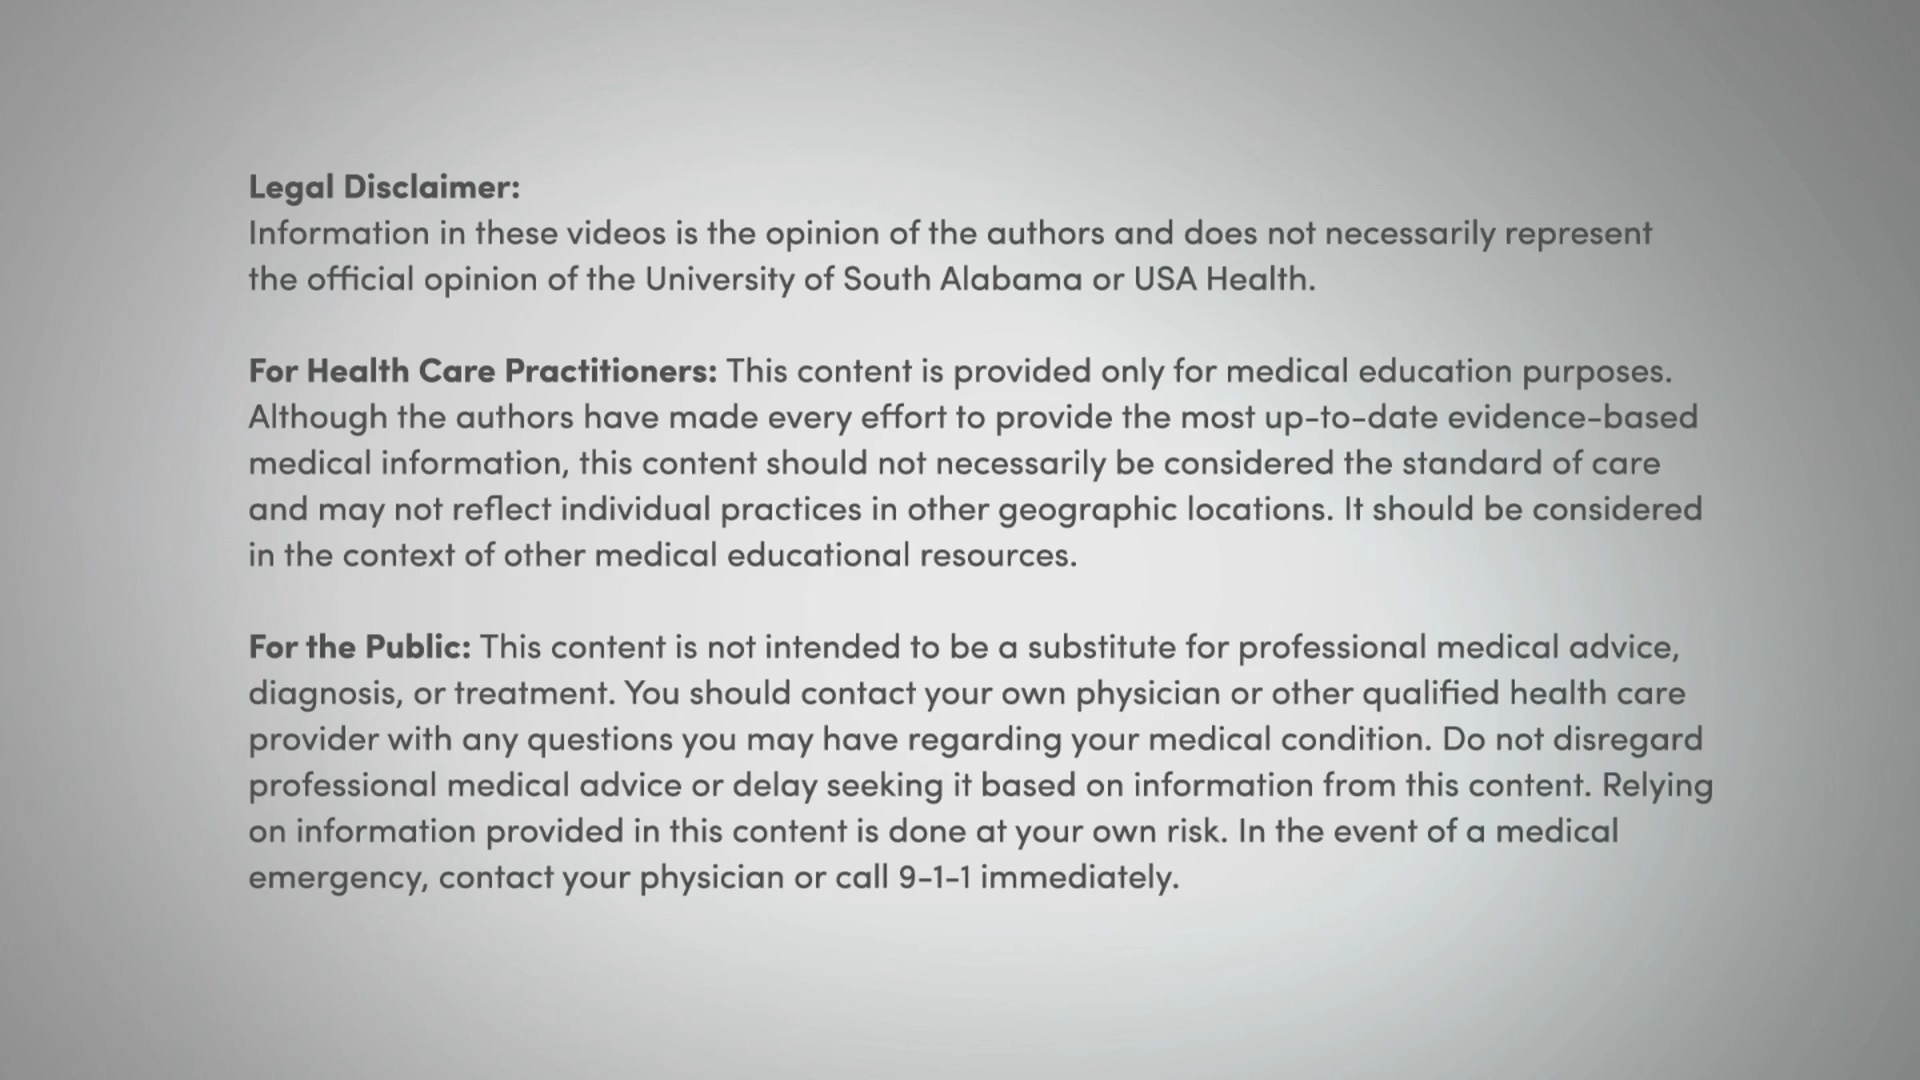 Legal Disclaimer:
Information in these videos is the opinion of the authors and does not necessarily represent
the official opinion of the University of South Alabama or USA Health.
For Health Care Practitioners: This content is provided only for medical education purposes.
Although the authors have made every effort to provide the most up-to-date evidence-based
medical information, this content should not necessarily be considered the standard of care
and may not reflect individual practices in other geographic locations. It should be considered
in the context of other medical educational resources.
For the Public: This content is not intended to be a substitute for professional medical advice,
diagnosis, or treatment. You should contact your own physician or other qualified health care
provider with any questions you may have regarding your medical condition. Do not disregard
professional medical advice or delay seeking it based on information from this content. Relying
on information provided in this content is done at your own risk. In the event of a medical
emergency, contact your physician or call 9-1-1 immediately.